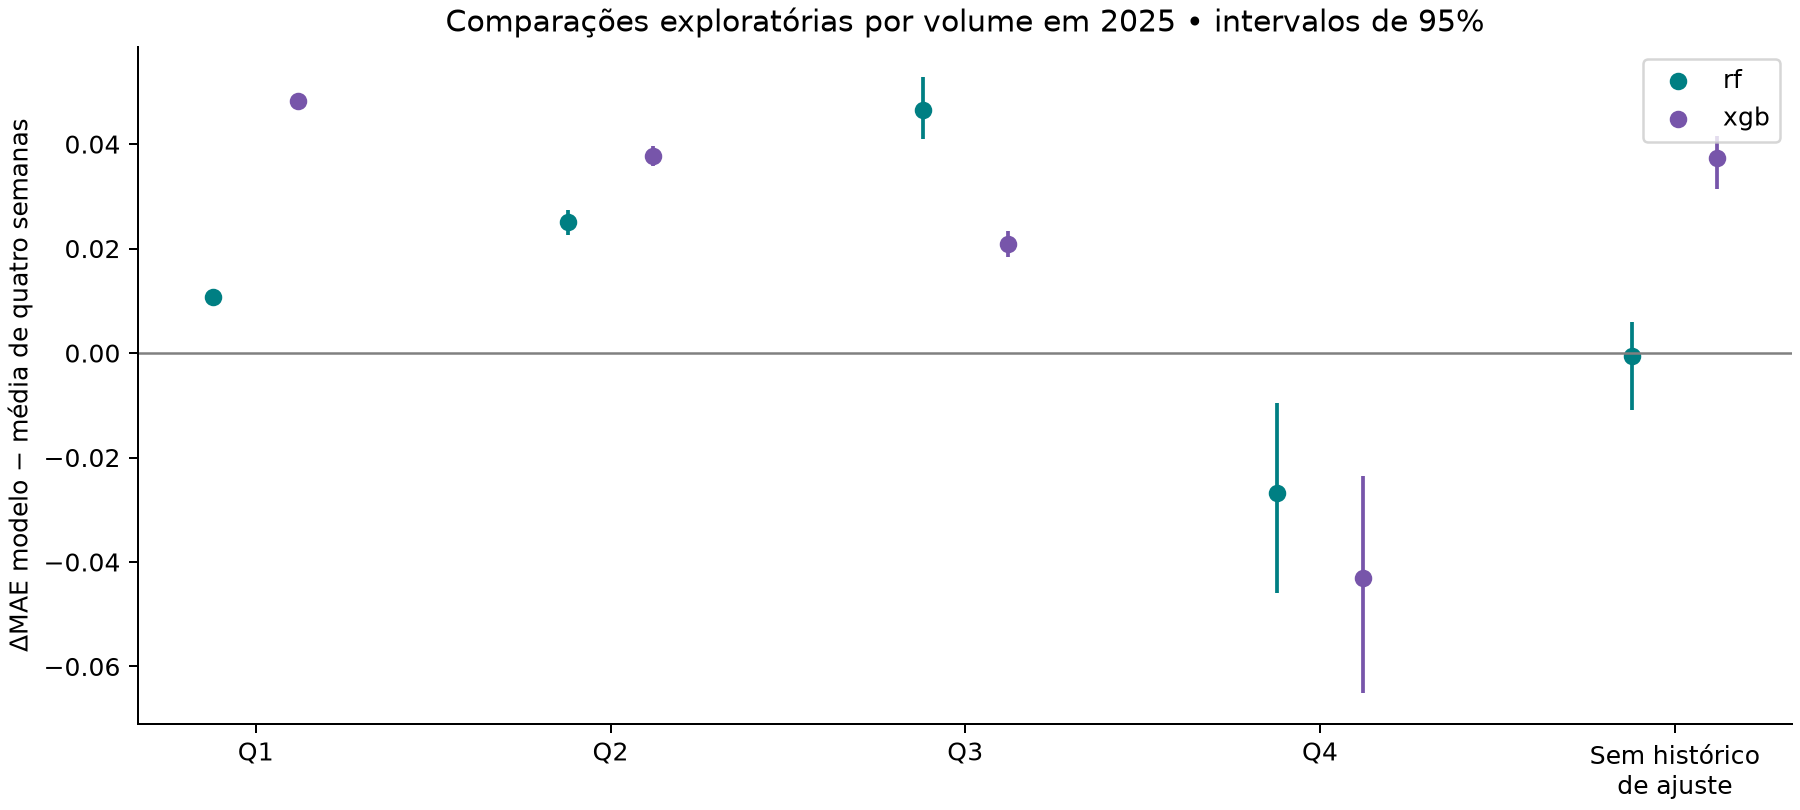 Comparações exploratórias por volume em 2025 • intervalos de 95%
ΔMAE modelo − média de quatro semanas
0.04
0.02
0.00
−0.02
−0.04
−0.06
rf
xgb
Q1
Q2
Q3
Q4
Sem histórico
de ajuste